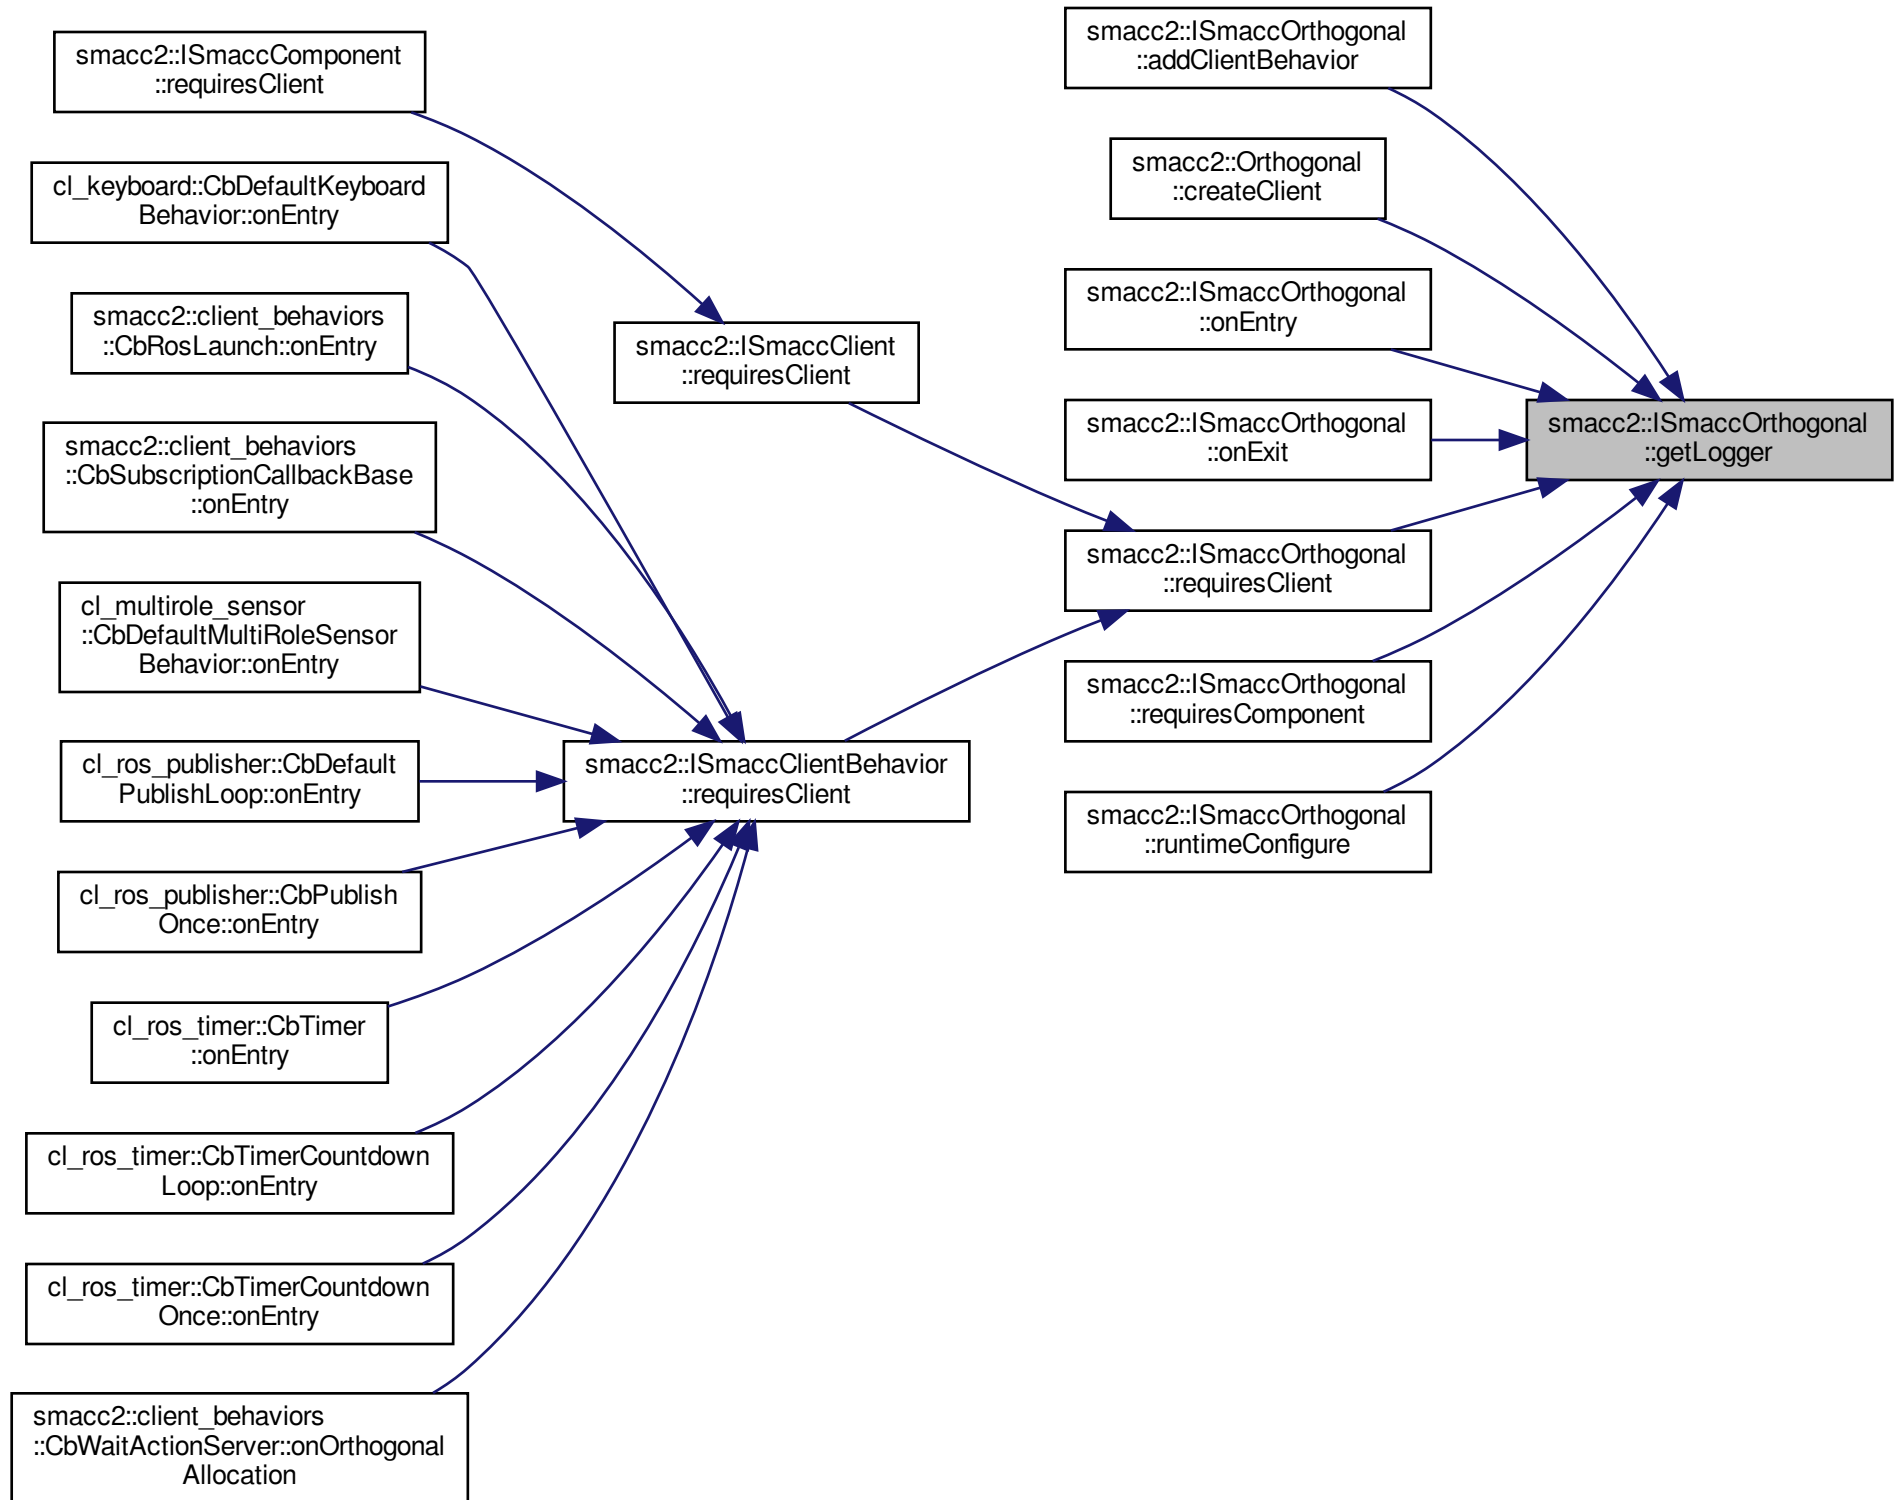 smacc2::ISmaccComponent
::requiresClient
cl_keyboard::CbDefaultKeyboard
Behavior::onEntry
smacc2::client_behaviors
::CbRosLaunch::onEntry
smacc2::client_behaviors
::CbSubscriptionCallbackBase
::onEntry
cl_multirole_sensor
::CbDefaultMultiRoleSensor
Behavior::onEntry
cl_ros_publisher::CbDefault
PublishLoop::onEntry
cl_ros_publisher::CbPublish
Once::onEntry
cl_ros_timer::CbTimer
::onEntry
cl_ros_timer::CbTimerCountdown
Loop::onEntry
cl_ros_timer::CbTimerCountdown
Once::onEntry
smacc2::client_behaviors
::CbWaitActionServer::onOrthogonal
Allocation
smacc2::ISmaccClient
::requiresClient
smacc2::ISmaccClientBehavior
::requiresClient
smacc2::ISmaccOrthogonal
::addClientBehavior
smacc2::Orthogonal
::createClient
smacc2::ISmaccOrthogonal
::onEntry
smacc2::ISmaccOrthogonal
::onExit
smacc2::ISmaccOrthogonal
::requiresClient
smacc2::ISmaccOrthogonal
::requiresComponent
smacc2::ISmaccOrthogonal
::runtimeConfigure
smacc2::ISmaccOrthogonal
::getLogger